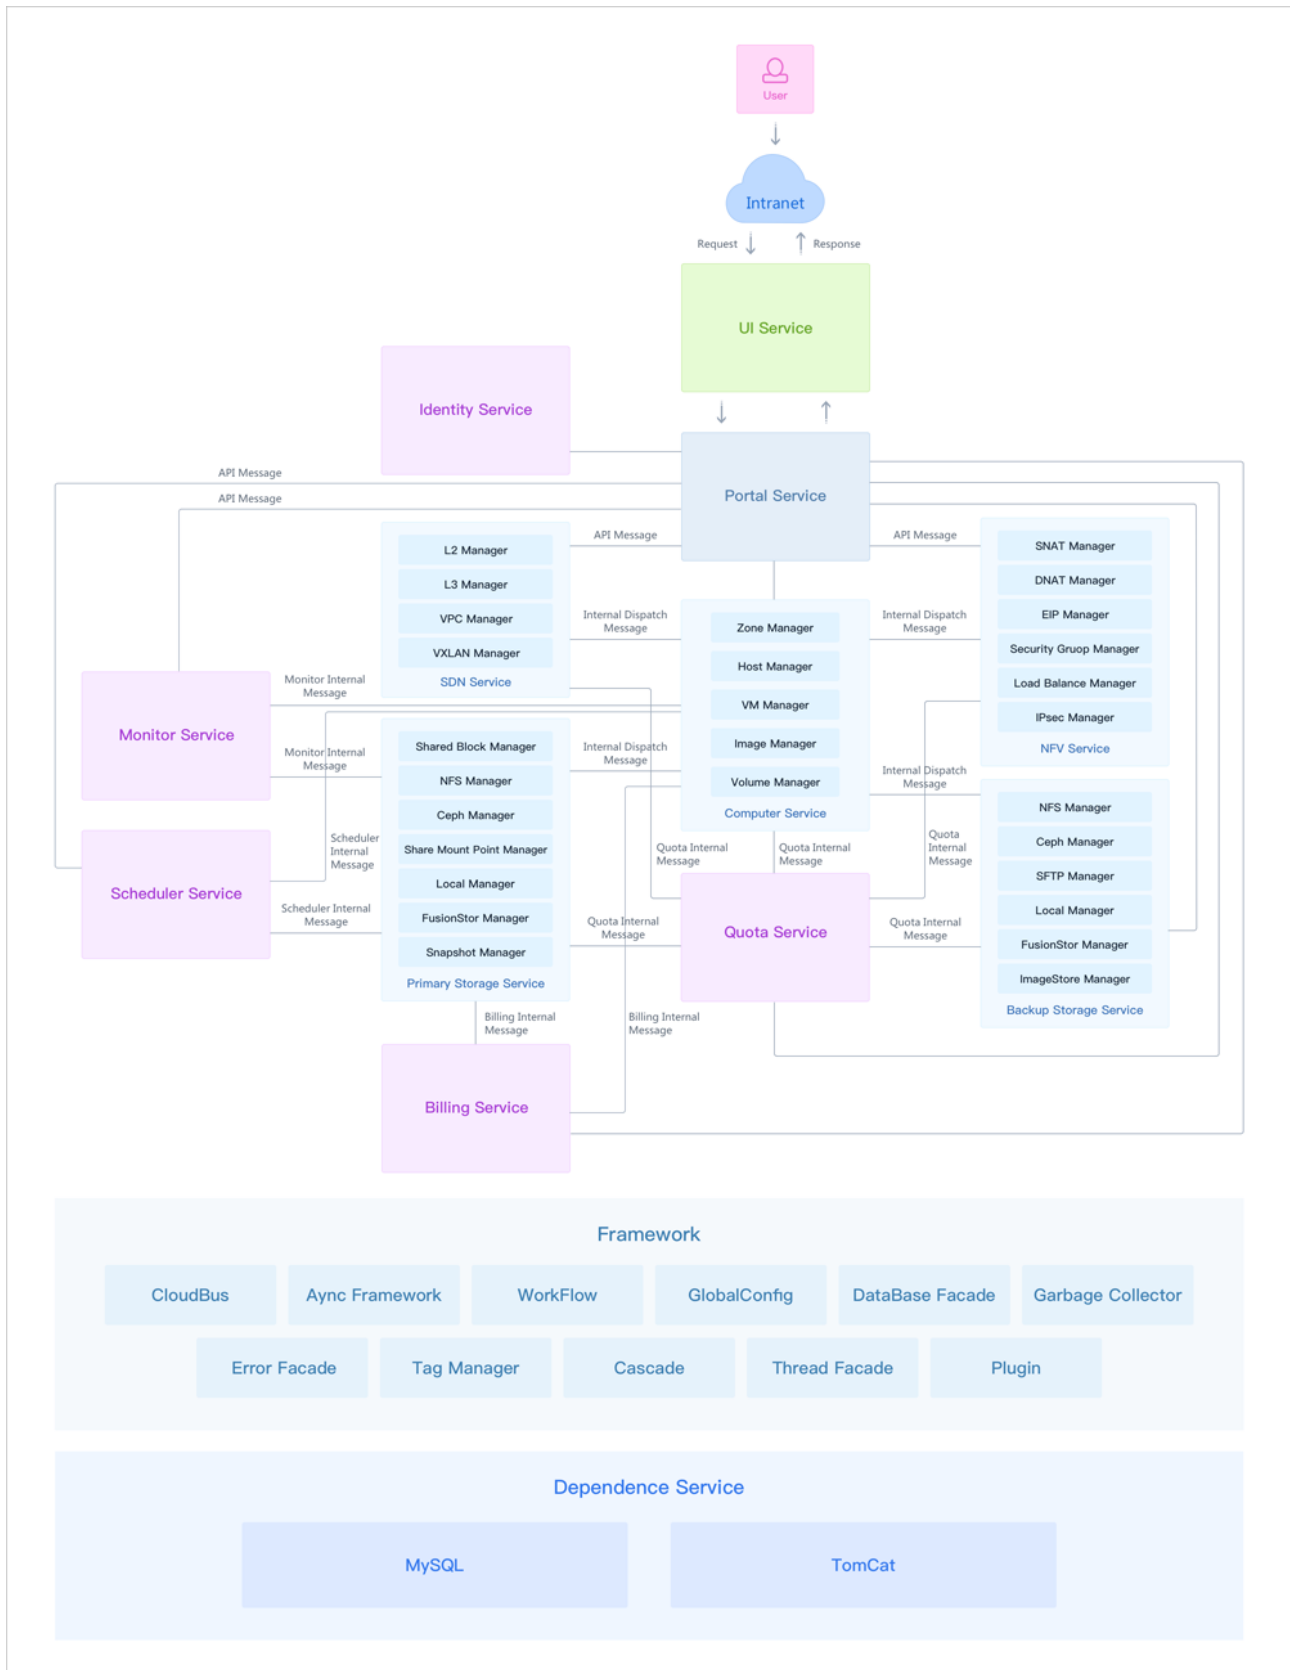 User
Intranet
Request
Response
UI Service
Identity Service
API Message
API Message
Portal Service
API Message
API Message
L2 Manager
L3 Manager
VPC Manager
VXLAN Manager
SDN Service
Internal Dispatch
Message
Zone Manager
Host Manager
VM Manager
Image Manager
Volume Manager
Computer Service
Internal Dispatch
Message
SNAT Manager
DNAT Manager
EIP Manager
Security Gruop Manager
Load Balance Manager
IPsec Manager
NFV Service
Monitor Internal
Message
Monitor Service
Monitor Internal
Message
Shared Block Manager
NFS Manager
Ceph Manager
Share Mount Point Manager
Local Manager
FusionStor Manager
Snapshot Manager
Primary Storage Service
Internal Dispatch
Message
Internal Dispatch
Message
NFS Manager
Ceph Manager
SFTP Manager
Local Manager
FusionStor Manager
ImageStore Manager
Backup Storage Service
Scheduler Service
Scheduler
Internal
Message
Scheduler Internal
Message
Quota Internal
Message
Quota Internal
Message
Quota
Internal
Message
Quota Internal
Message
Quota Service
Quota Internal
Message
Billing Internal
Message
Billing Internal
Message
Billing Service
Framework
CloudBus
Aync Framework
WorkFlow
GlobalConfig
DataBase Facade
Garbage Collector
Error Facade
Tag Manager
Cascade
Thread Facade
Plugin
Dependence Service
MySQL
TomCat